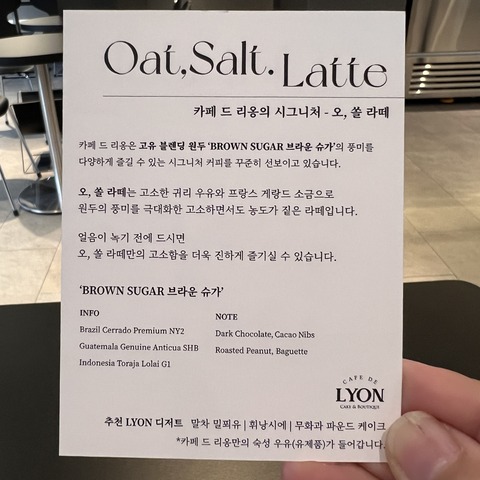 Oat, Salt. Latte
카페 드 리옹의 시그니처 - 오, 쏠 라떼
카페 드 리옹은 고유 블렌딩 원두 ‘BROWN SUGAR 브라운 슈가’의 풍미를
다양하게 즐길 수 있는 시그니처 커피를 꾸준히 선보이고 있습니다.
오, 쏠 라떼는 고소한 귀리 우유와 프랑스 게랑드 소금으로
원두의 풍미를 극대화한 고소하면서도 농도가 짙은 라떼입니다.
얼음이 녹기 전에 드시면
오, 쏠 라떼만의 고소함을 더욱 진하게 즐기실 수 있습니다.
‘BROWN SUGAR 브라운 슈가’
INFO
Brazil Cerrado Premium NY2
Guatemala Genuine Anticua SHB
Indonesia Toraja Lolai G1
NOTE
Dark Chocolate, Cacao Nibs
Roasted Peanut, Baguette
CAFE DE
LYON
CAKE & BOUTIQUE
추천 LYON 디저트 말차 밀푀유 | 휘낭시에 | 무화과 파운드 케이크
*카페 드 리옹만의 숙성 우유(유제품)가 들어갑니다.